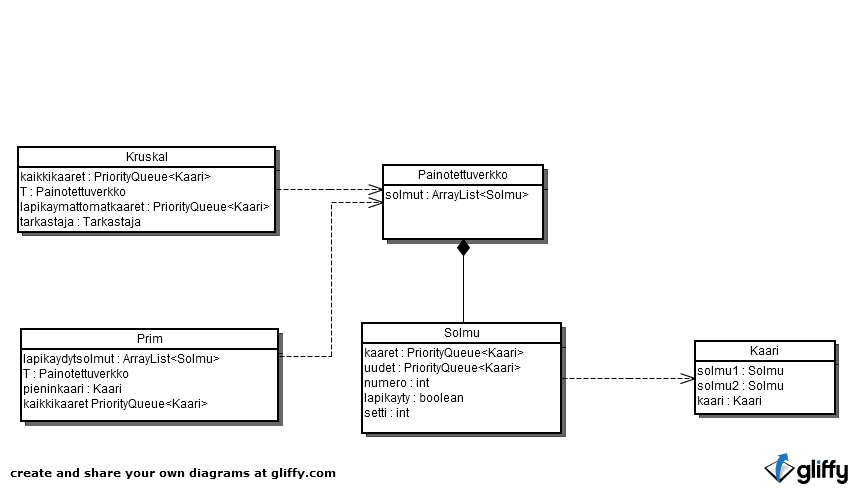 Kruskal
kaikkikaaret : PriorityQueue<Kaari>
T : Painotettuverkko
lapikaymattomatkaaret : PriorityQueue<Kaari>
tarkastaja : Tarkastaja
Painotettuverkko
solmut : ArrayList<Solmu>
Prim
lapikaydytsolmut : ArrayList<Solmu>
T : Painotettuverkko
pieninkaari : Kaari
kaikkikaaret PriorityQueue<Kaari>
Solmu
kaaret : PriorityQueue<Kaari>
uudet : PriorityQueue<Kaari>
numero : int
lapikayty : boolean
setti : int
Kaari
solmu1 : Solmu
solmu2 : Solmu
kaari : Kaari
create and share your own diagrams at gliffy.com
gliffy